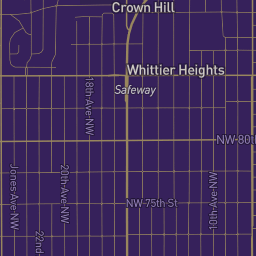 Crown Hill
Whittier Heights
Safeway
18th Ave NW
NW 80
NW 75th St
Jones Ave NW
20th Ave NW
10th Ave NW
22nd